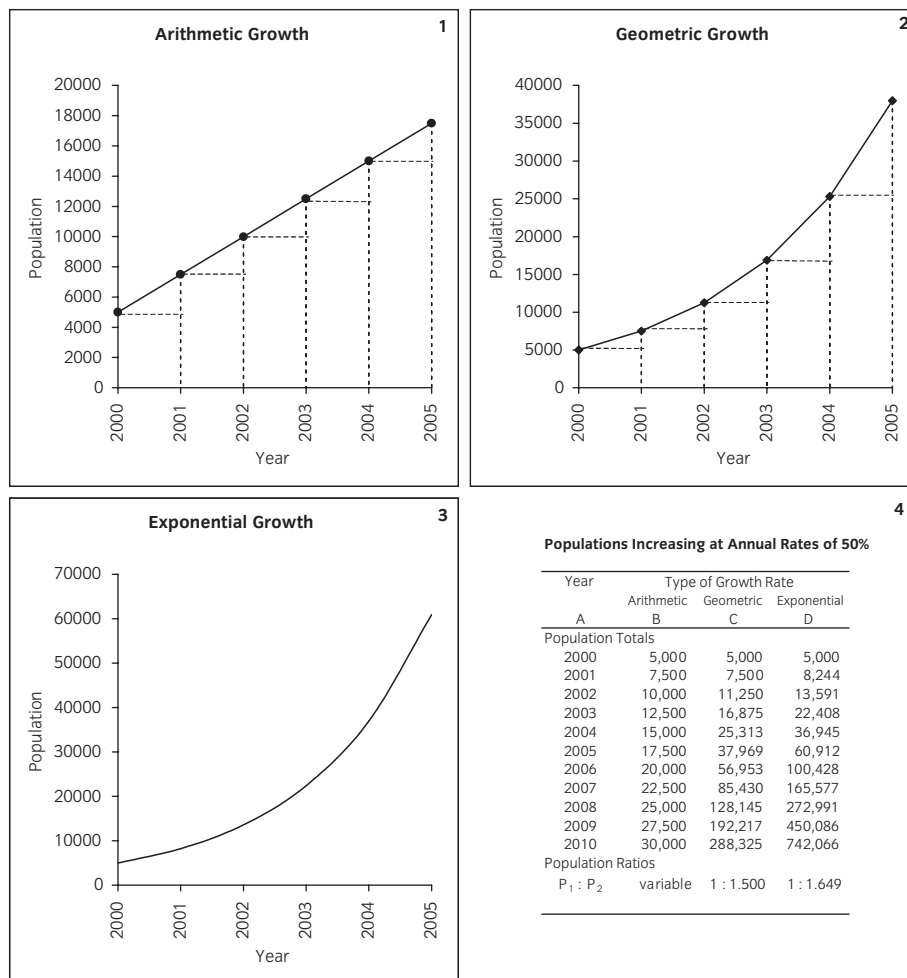 Arithmetic Growth 1
Population
20000
18000
16000
14000
12000
10000
8000
6000
4000
2000
0
2000 2001 2002 2003 2004 2005
Year
Geometric Growth 2
Population
40000
35000
30000
25000
20000
15000
10000
5000
0
2000 2001 2002 2003 2004 2005
Year
Exponential Growth 3
Population
70000
60000
50000
40000
30000
20000
10000
0
2000 2001 2002 2003 2004 2005
Year
4
Populations Increasing at Annual Rates of 50%
Year Type of Growth Rate
Arithmetic Geometric Exponential
A B C D
Population Totals
2000 5,000 5,000 5,000
2001 7,500 7,500 8,244
2002 10,000 11,250 13,591
2003 12,500 16,875 22,408
2004 15,000 25,313 36,945
2005 17,500 37,969 60,912
2006 20,000 56,953 100,428
2007 22,500 85,430 165,577
2008 25,000 128,145 272,991
2009 27,500 192,217 450,086
2010 30,000 288,325 742,066
Population Ratios
P₁ : P₂ variable 1 : 1.500 1 : 1.649